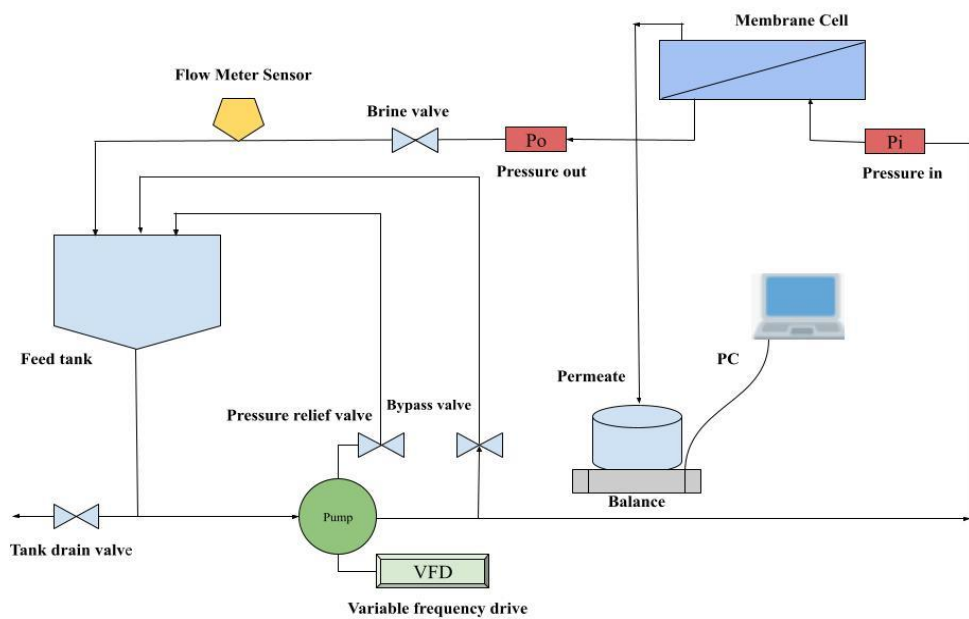 Membrane Cell
Flow Meter Sensor
Brine valve
Po
Pi
Pressure out
Pressure in
Feed tank
PC
Permeate
Bypass valve
Pressure relief valve
Balance
Pump
Tank drain valve
VFD
Variable frequency drive